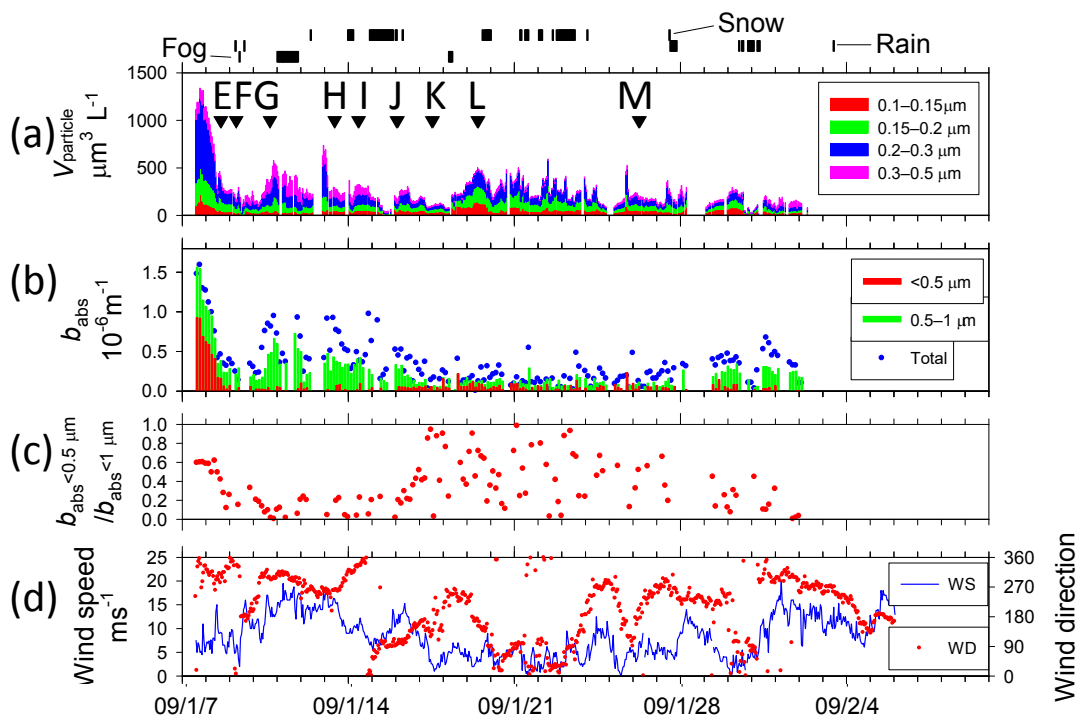 Snow
Fog
Rain
(a)
V particle
μm³ L⁻¹
1500
1000
500
0
E F G H I J K L M
0.1–0.15μm
0.15–0.2 μm
0.2–0.3 μm
0.3–0.5 μm
(b)
b abs
10⁻⁶m⁻¹
1.5
1.0
0.5
0.0
<0.5 μm
0.5–1 μm
Total
(c)
b abs <0.5 μm
/b abs <1 μm
1.0
0.8
0.6
0.4
0.2
0.0
(d)
Wind speed
ms⁻¹
25
20
15
10
5
0
WS
WD
360
270
180
90
0
Wind direction
09/1/7 09/1/14 09/1/21 09/1/28 09/2/4